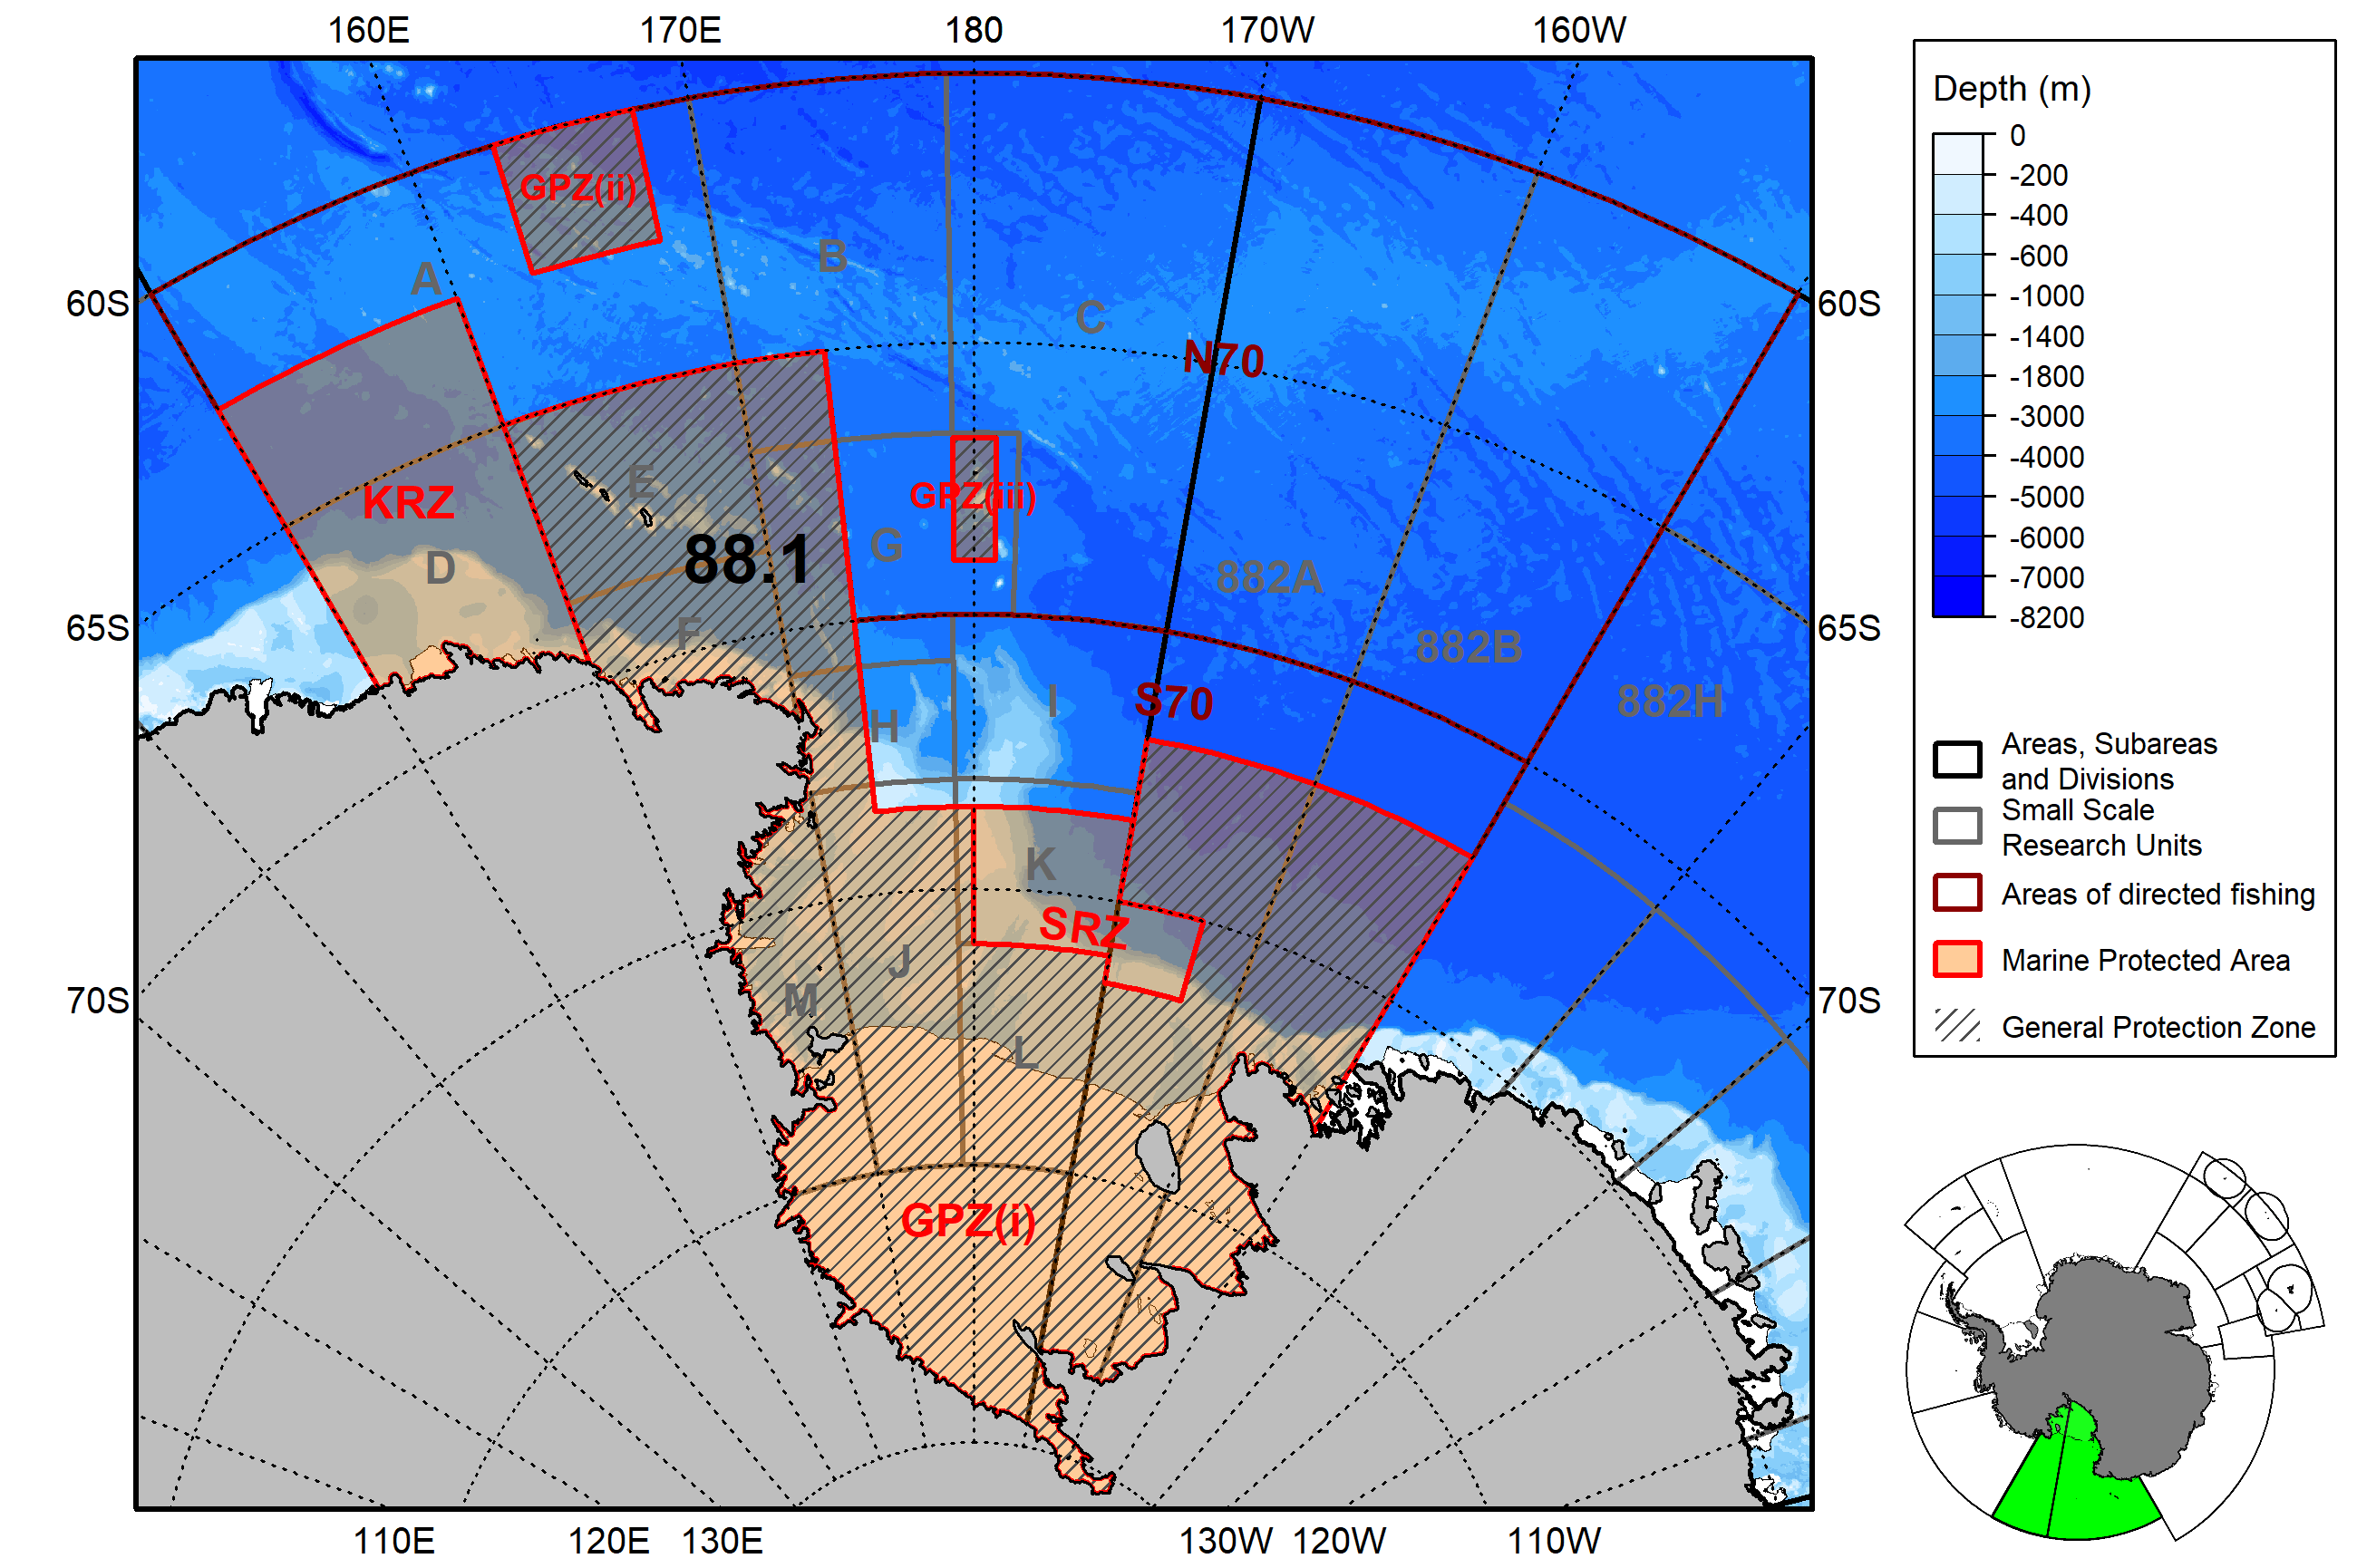 160E 170E 180 170W 160W
Depth (m)
0
-200
-400
-600
-1000
-1400
-1800
-3000
-4000
-5000
-6000
-7000
-8200
GPZ(ii)
A
B
C
60S
60S
N70
KRZ
E
GPZ(iii)
D
88.1
G
882A
65S
65S
F
882B
H
I
S70
882H
K
SRZ
J
M
70S
70S
L
GPZ(i)
Areas, Subareas
and Divisions
Small Scale
Research Units
Areas of directed fishing
Marine Protected Area
General Protection Zone
110E 120E 130E 130W 120W 110W